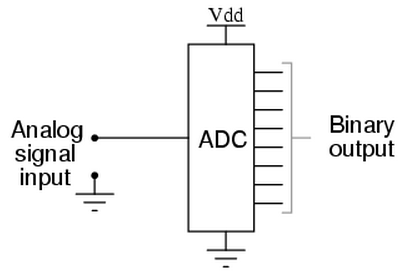 Vdd
Analog
signal
input
ADC
Binary
output